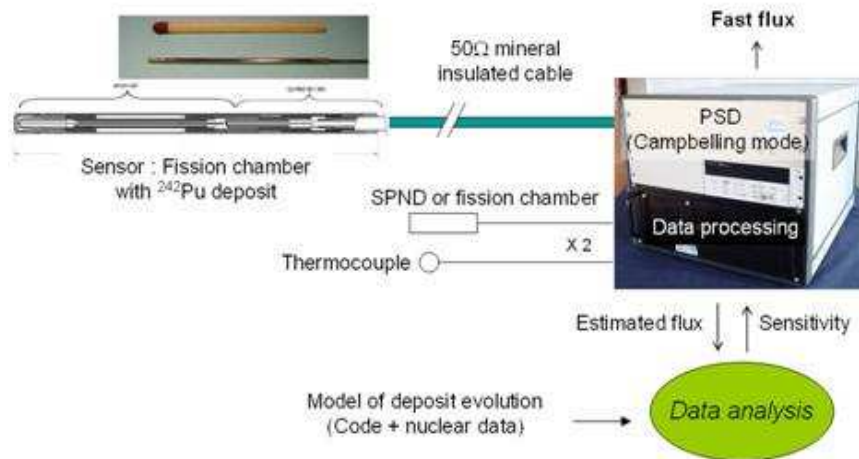 Fast flux
50Ω mineral
insulated cable
PSD
(Campbelling mode)
Sensor : Fission chamber
with ²⁴²Pu deposit
SPND or fission chamber
Data processing
X 2
Thermocouple
Estimated flux
Sensitivity
Model of deposit evolution
(Code + nuclear data)
Data analysis